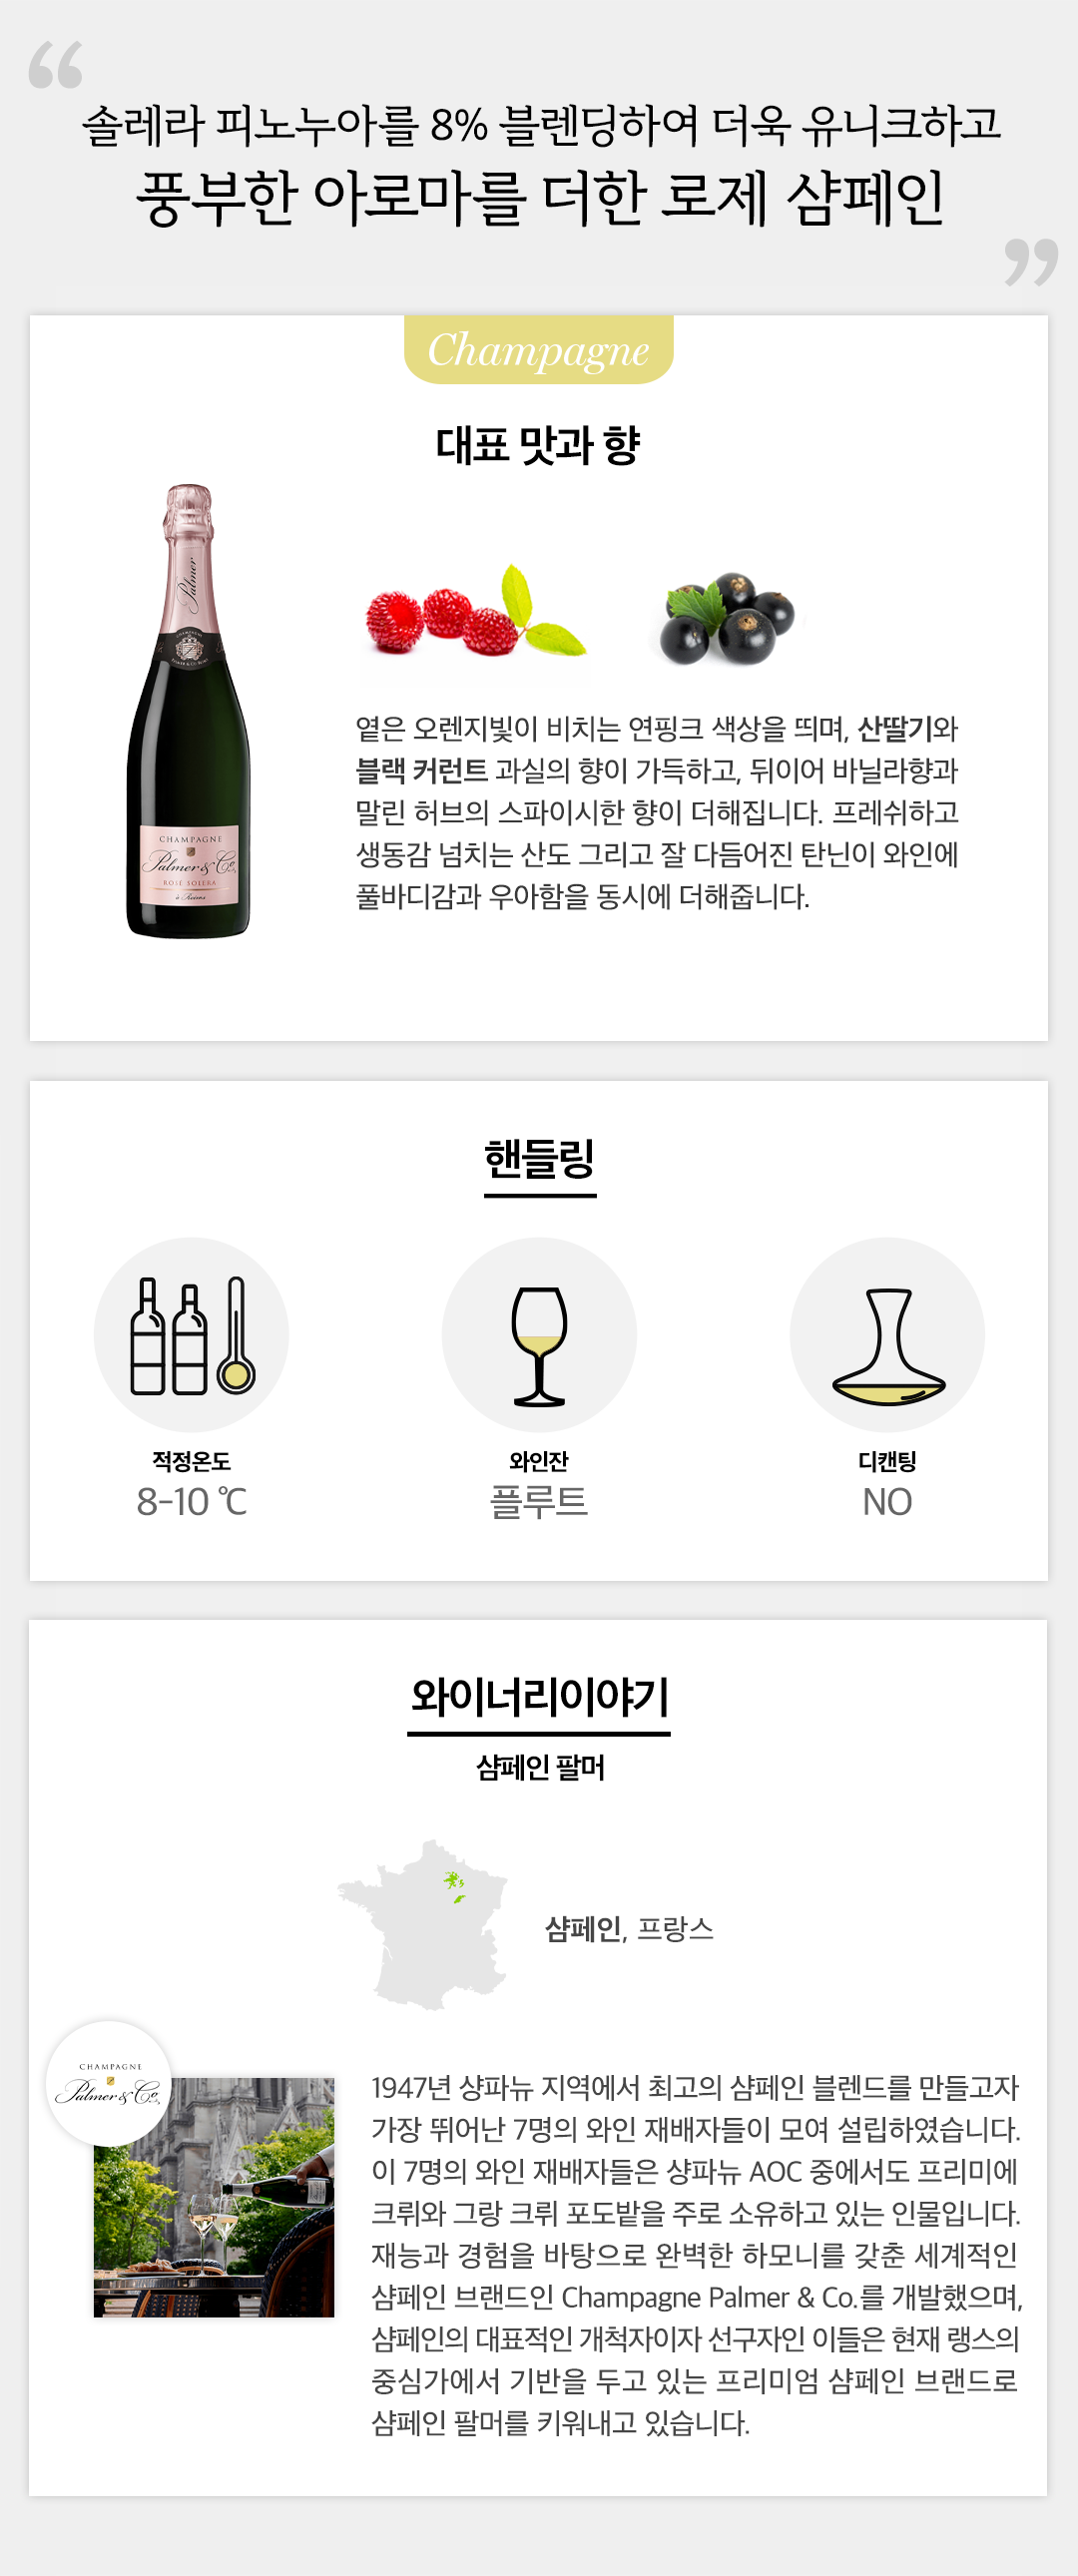 “
솔레라 피노누아를 8% 블렌딩하여 더욱 유니크하고
풍부한 아로마를 더한 로제 샴페인
”
Champagne
대표 맛과 향
Palmer
CHAMPAGNE
Palmer & Co
ROSÉ SOLERA
à Reims
옅은 오렌지빛이 비치는 연핑크 색상을 띄며, 산딸기와
블랙 커런트 과실의 향이 가득하고, 뒤이어 바닐라향과
말린 허브의 스파이시한 향이 더해집니다. 프레쉬하고
생동감 넘치는 산도 그리고 잘 다듬어진 탄닌이 와인에
풀바디감과 우아함을 동시에 더해줍니다.
핸들링
적정온도
8-10 ℃
와인잔
플루트
디캔팅
NO
와이너리이야기
샴페인 팔머
샴페인, 프랑스
CHAMPAGNE
Palmer & Co
1947년 샹파뉴 지역에서 최고의 샴페인 블렌드를 만들고자
가장 뛰어난 7명의 와인 재배자들이 모여 설립하였습니다.
이 7명의 와인 재배자들은 샹파뉴 AOC 중에서도 프리미에
크뤼와 그랑 크뤼 포도밭을 주로 소유하고 있는 인물입니다.
재능과 경험을 바탕으로 완벽한 하모니를 갖춘 세계적인
샴페인 브랜드인 Champagne Palmer & Co.를 개발했으며,
샴페인의 대표적인 개척자이자 선구자인 이들은 현재 랭스의
중심가에서 기반을 두고 있는 프리미엄 샴페인 브랜드로
샴페인 팔머를 키워내고 있습니다.